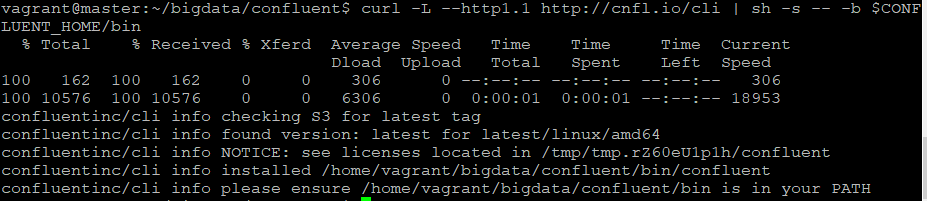 vagrant@master:~/bigdata/confluent$ curl -L --http1.1 http://cnfl.io/cli | sh -s -- -b $CONF
LUENT_HOME/bin
  % Total    % Received % Xferd  Average Speed   Time    Time     Time  Current
                                 Dload  Upload   Total   Spent    Left  Speed
100   162  100   162    0     0    306      0 --:--:-- --:--:-- --:--:--   306
100 10576  100 10576    0     0   6306      0  0:00:01  0:00:01 --:--:-- 18953
confluentinc/cli info checking S3 for latest tag
confluentinc/cli info found version: latest for latest/linux/amd64
confluentinc/cli info NOTICE: see licenses located in /tmp/tmp.rZ60eU1p1h/confluent
confluentinc/cli info installed /home/vagrant/bigdata/confluent/bin/confluent
confluentinc/cli info please ensure /home/vagrant/bigdata/confluent/bin is in your PATH